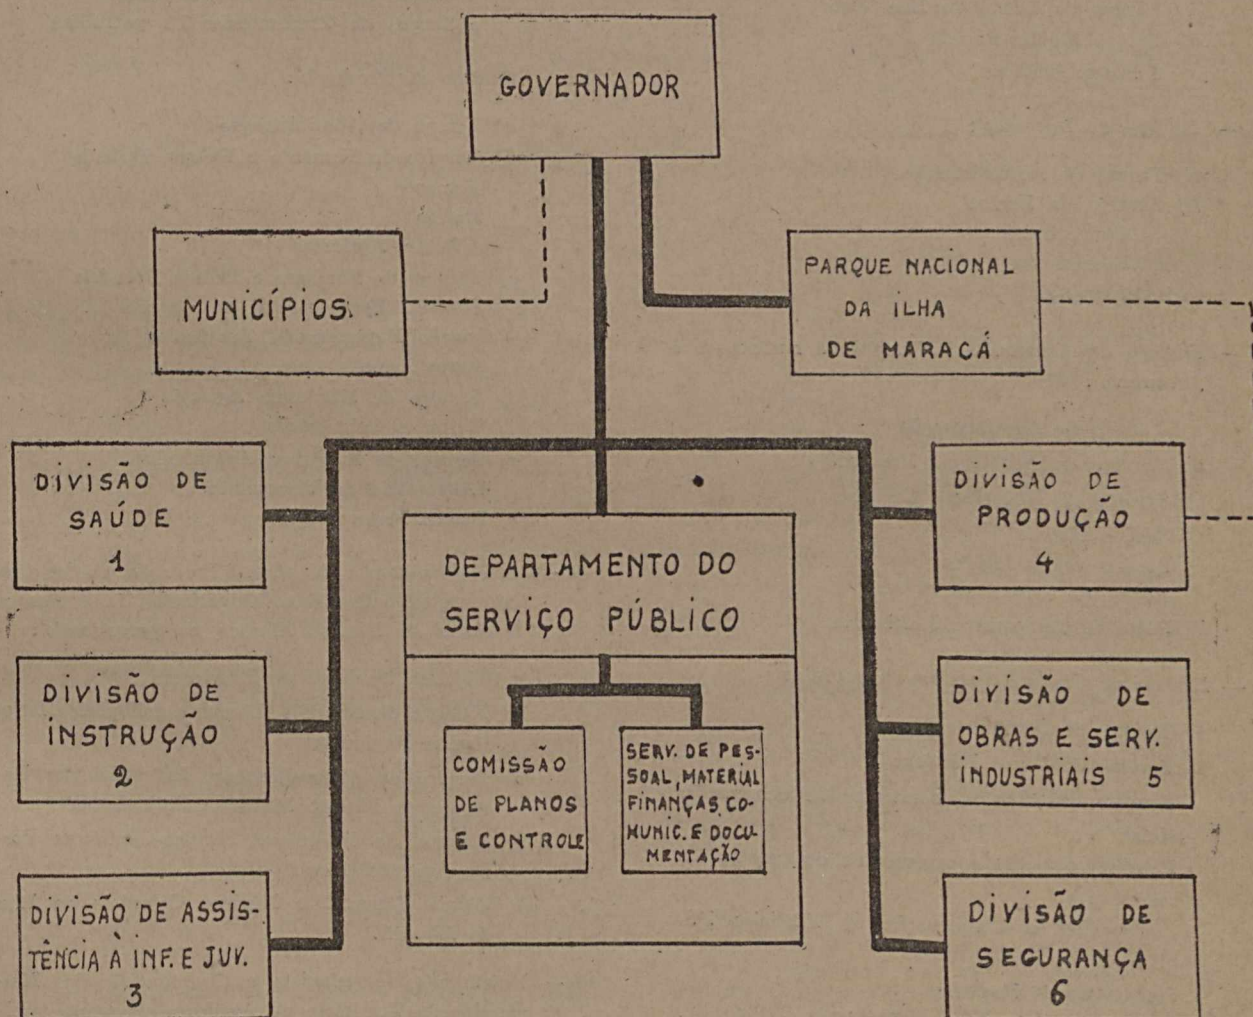 GOVERNADOR
MUNICÍPIOS.
PARQUE NACIONAL
DA ILHA
DE MARACÁ
DIVISÃO DE
SAÚDE
1
DIVISÃO DE
INSTRUÇÃO
2
DIVISÃO DE ASSIS-
TÊNCIA À INF. E JUV.
3
DEPARTAMENTO DO
SERVIÇO PÚBLICO
COMISSÃO
DE PLANOS
E CONTROLE
SERV. DE PES-
SOAL, MATERIAL
FINANÇAS, CO-
MUNIC. E DOCU-
MENTAÇÃO
DIVISÃO DE
PRODUÇÃO
4
DIVISÃO DE
OBRAS E SERV.
INDUSTRIAIS 5
DIVISÃO DE
SEGURANÇA
6